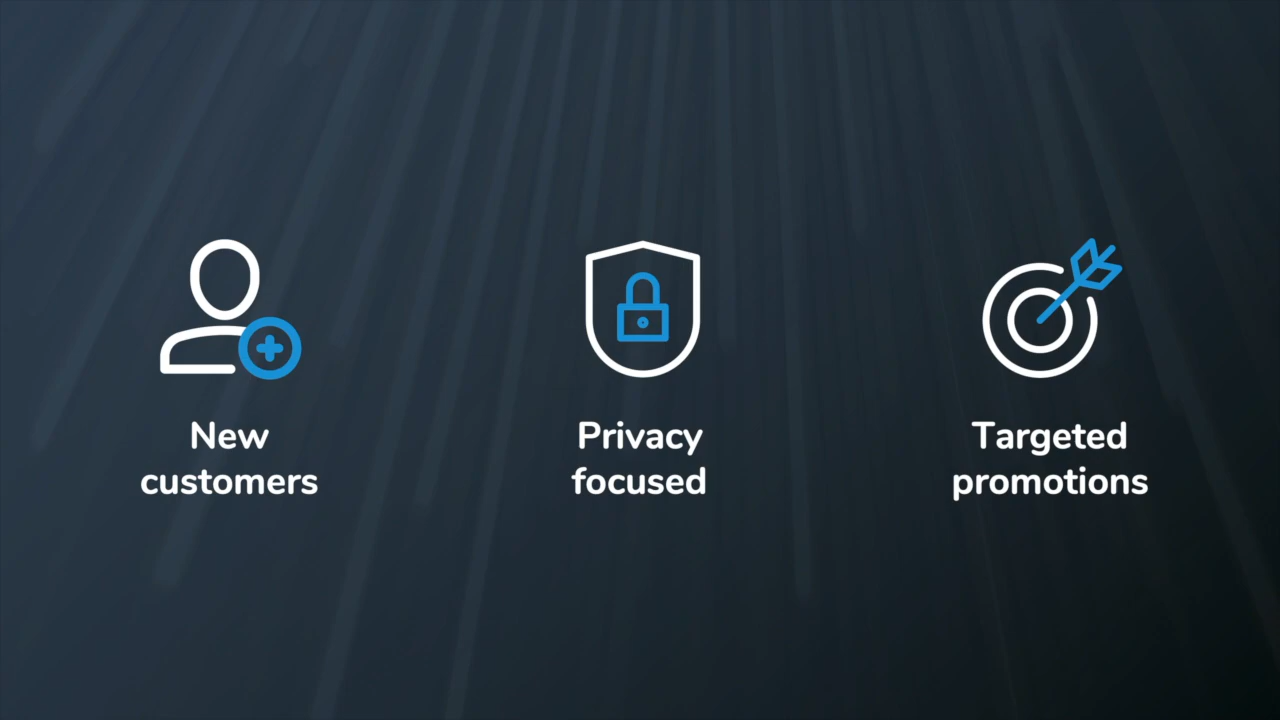 New
customers
Privacy
focused
Targeted
promotions